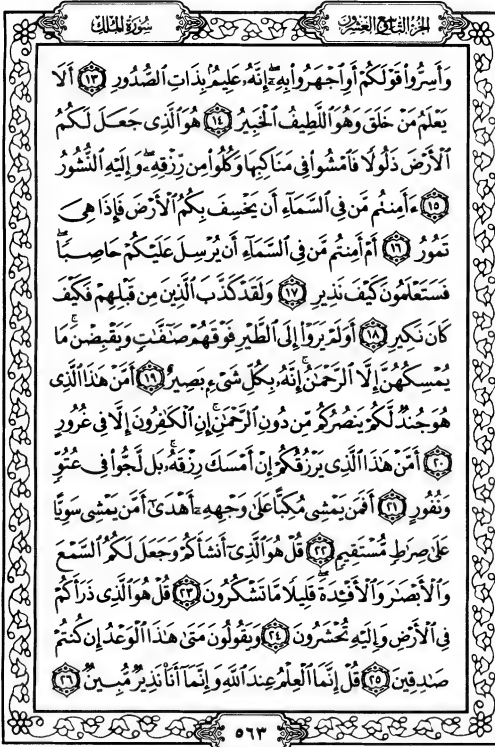 الجزء التاسع والعشرون
سورة الملك
وَأَسِرُّوا۟ قَوْلَكُمْ أَوِ ٱجْهَرُوا۟ بِهِۦٓ ۖ إِنَّهُۥ عَلِيمٌۢ بِذَاتِ ٱلصُّدُورِ ١٣ أَلَا
يَعْلَمُ مَنْ خَلَقَ وَهُوَ ٱللَّطِيفُ ٱلْخَبِيرُ ١٤ هُوَ ٱلَّذِى جَعَلَ لَكُمُ
ٱلْأَرْضَ ذَلُولًا فَٱمْشُوا۟ فِى مَنَاكِبِهَا وَكُلُوا۟ مِن رِّزْقِهِۦ ۖ وَإِلَيْهِ ٱلنُّشُورُ
١٥ ءَأَمِنتُم مَّن فِى ٱلسَّمَآءِ أَن يَخْسِفَ بِكُمُ ٱلْأَرْضَ فَإِذَا هِىَ
تَمُورُ ١٦ أَمْ أَمِنتُم مَّن فِى ٱلسَّمَآءِ أَن يُرْسِلَ عَلَيْكُمْ حَاصِبًا ۖ
فَسَتَعْلَمُونَ كَيْفَ نَذِيرِ ١٧ وَلَقَدْ كَذَّبَ ٱلَّذِينَ مِن قَبْلِهِمْ فَكَيْفَ
كَانَ نَكِيرِ ١٨ أَوَلَمْ يَرَوْا۟ إِلَى ٱلطَّيْرِ فَوْقَهُمْ صَٰٓفَّٰتٍ وَيَقْبِضْنَ ۚ مَا
يُمْسِكُهُنَّ إِلَّا ٱلرَّحْمَٰنُ ۚ إِنَّهُۥ بِكُلِّ شَىْءٍۭ بَصِيرٌ ١٩ أَمَّنْ هَٰذَا ٱلَّذِى
هُوَ جُندٌ لَّكُمْ يَنصُرُكُم مِّن دُونِ ٱلرَّحْمَٰنِ ۚ إِنِ ٱلْكَٰفِرُونَ إِلَّا فِى غُرُورٍ
٢٠ أَمَّنْ هَٰذَا ٱلَّذِى يَرْزُقُكُمْ إِنْ أَمْسَكَ رِزْقَهُۥ ۚ بَل لَّجُّوا۟ فِى عُتُوٍّ
وَنُفُورٍ ٢١ أَفَمَن يَمْشِى مُكِبًّا عَلَىٰ وَجْهِهِۦٓ أَهْدَىٰٓ أَمَّن يَمْشِى سَوِيًّا
عَلَىٰ صِرَٰطٍ مُّسْتَقِيمٍ ٢٢ قُلْ هُوَ ٱلَّذِىٓ أَنشَأَكُمْ وَجَعَلَ لَكُمُ ٱلسَّمْعَ
وَٱلْأَبْصَٰرَ وَٱلْأَفْـِٔدَةَ ۖ قَلِيلًا مَّا تَشْكُرُونَ ٢٣ قُلْ هُوَ ٱلَّذِى ذَرَأَكُمْ
فِى ٱلْأَرْضِ وَإِلَيْهِ تُحْشَرُونَ ٢٤ وَيَقُولُونَ مَتَىٰ هَٰذَا ٱلْوَعْدُ إِن كُنتُمْ
صَٰدِقِينَ ٢٥ قُلْ إِنَّمَا ٱلْعِلْمُ عِندَ ٱللَّهِ وَإِنَّمَآ أَنَا۠ نَذِيرٌ مُّبِينٌ ٢٦
٥٦٣